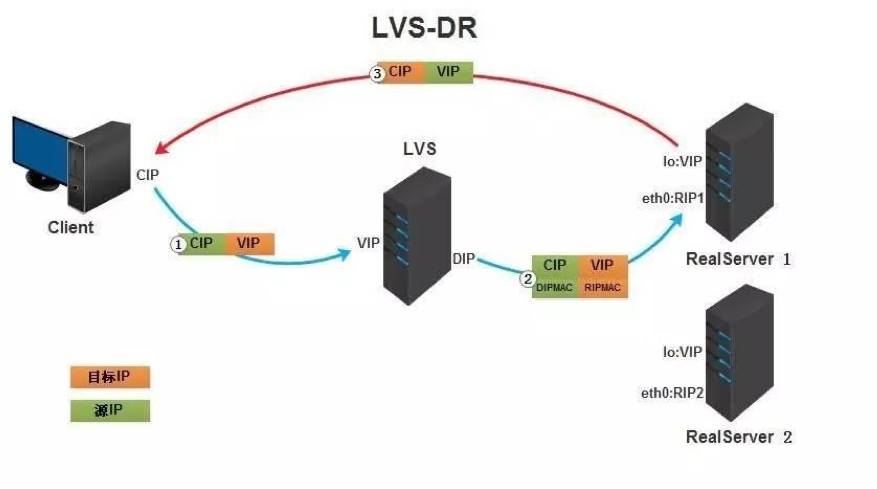 LVS-DR
③ CIP VIP
LVS
CIP
lo:VIP
eth0:RIP1
Client
① CIP VIP
VIP
DIP
② CIP VIP
DIPMAC RIPMAC
RealServer 1
目标IP
源IP
lo:VIP
eth0:RIP2
RealServer 2